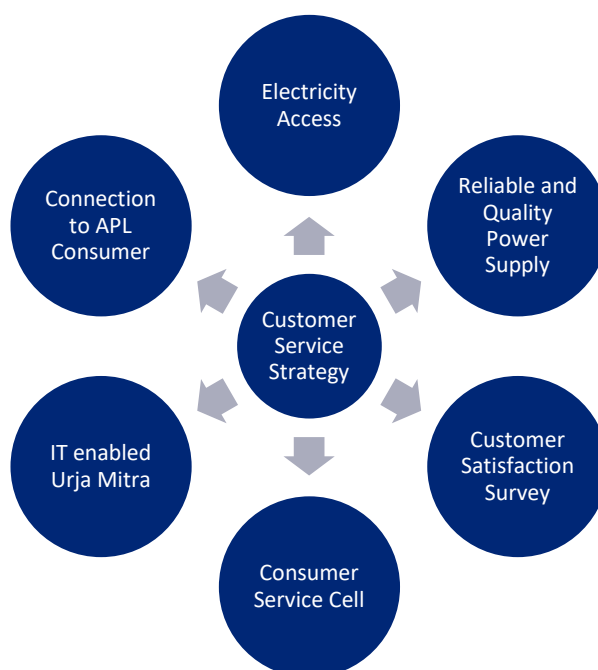 Electricity
Access
Connection
to APL
Consumer
Reliable and
Quality
Power
Supply
Customer
Service
Strategy
IT enabled
Urja Mitra
Customer
Satisfaction
Survey
Consumer
Service Cell